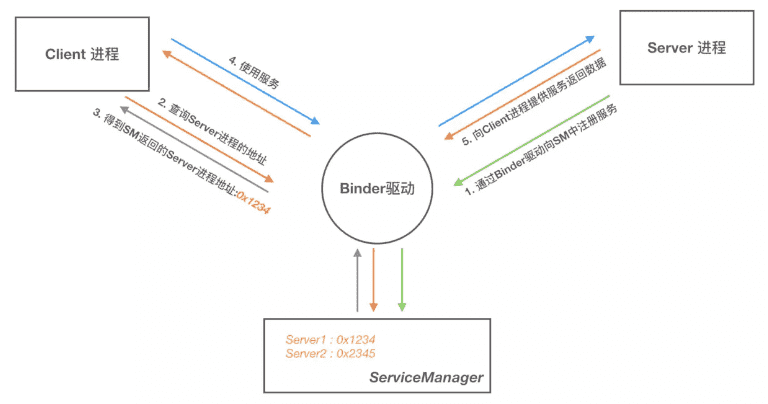 Client 进程
Server 进程
4. 使用服务
2. 查询Server进程的地址
3. 得到SM返回的Server进程地址:0x1234
5. 向Client进程提供服务返回数据
1. 通过Binder驱动向SM中注册服务
Binder驱动
Server1 : 0x1234
Server2 : 0x2345
ServiceManager